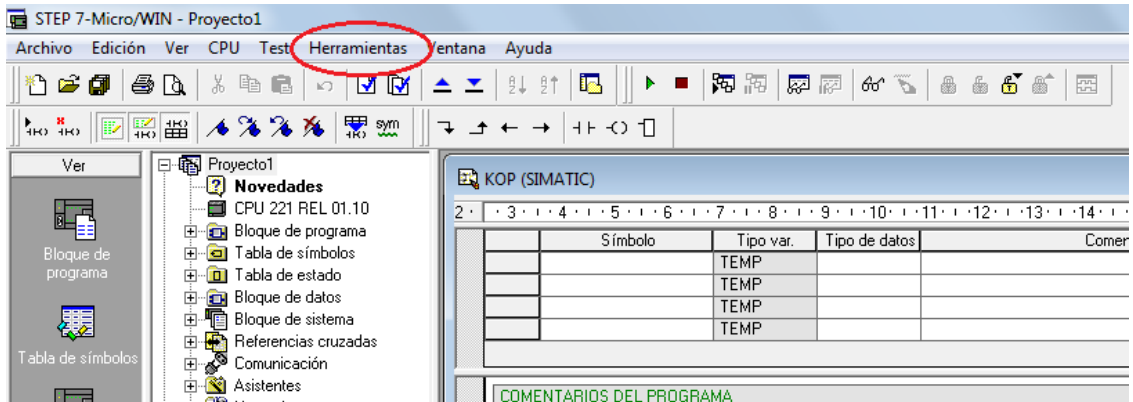 STEP 7-Micro/WIN - Proyecto1
Archivo Edición Ver CPU Test Herramientas Ventana Ayuda
sym
Ver
Bloque de programa
Tabla de símbolos
Proyecto1
Novedades
CPU 221 REL 01.10
Bloque de programa
Tabla de símbolos
Tabla de estado
Bloque de datos
Bloque de sistema
Referencias cruzadas
Comunicación
Asistentes
KOP (SIMATIC)
2 · · 3 · · 4 · · 5 · · 6 · · 7 · · 8 · · 9 · · 10 · · 11 · · 12 · · 13 · · 14 ·
Símbolo Tipo var. Tipo de datos Comer
TEMP
TEMP
TEMP
TEMP
COMENTARIOS DEL PROGRAMA